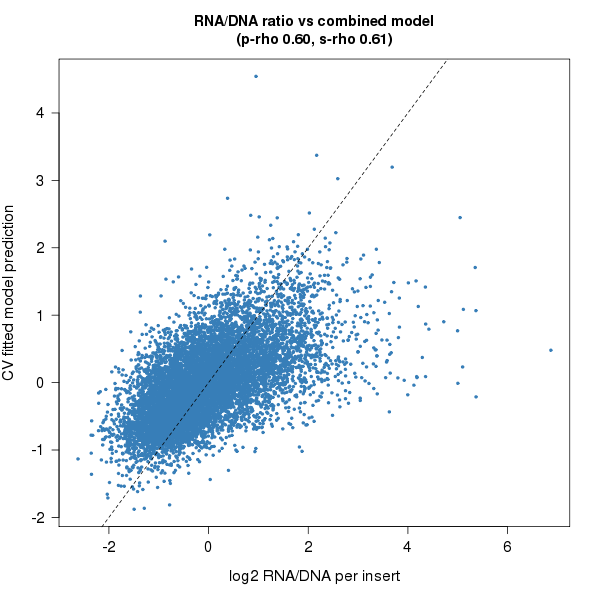 RNA/DNA ratio vs combined model
(p-rho 0.60, s-rho 0.61)
CV fitted model prediction
4
3
2
1
0
-1
-2
-2 0 2 4 6
log2 RNA/DNA per insert